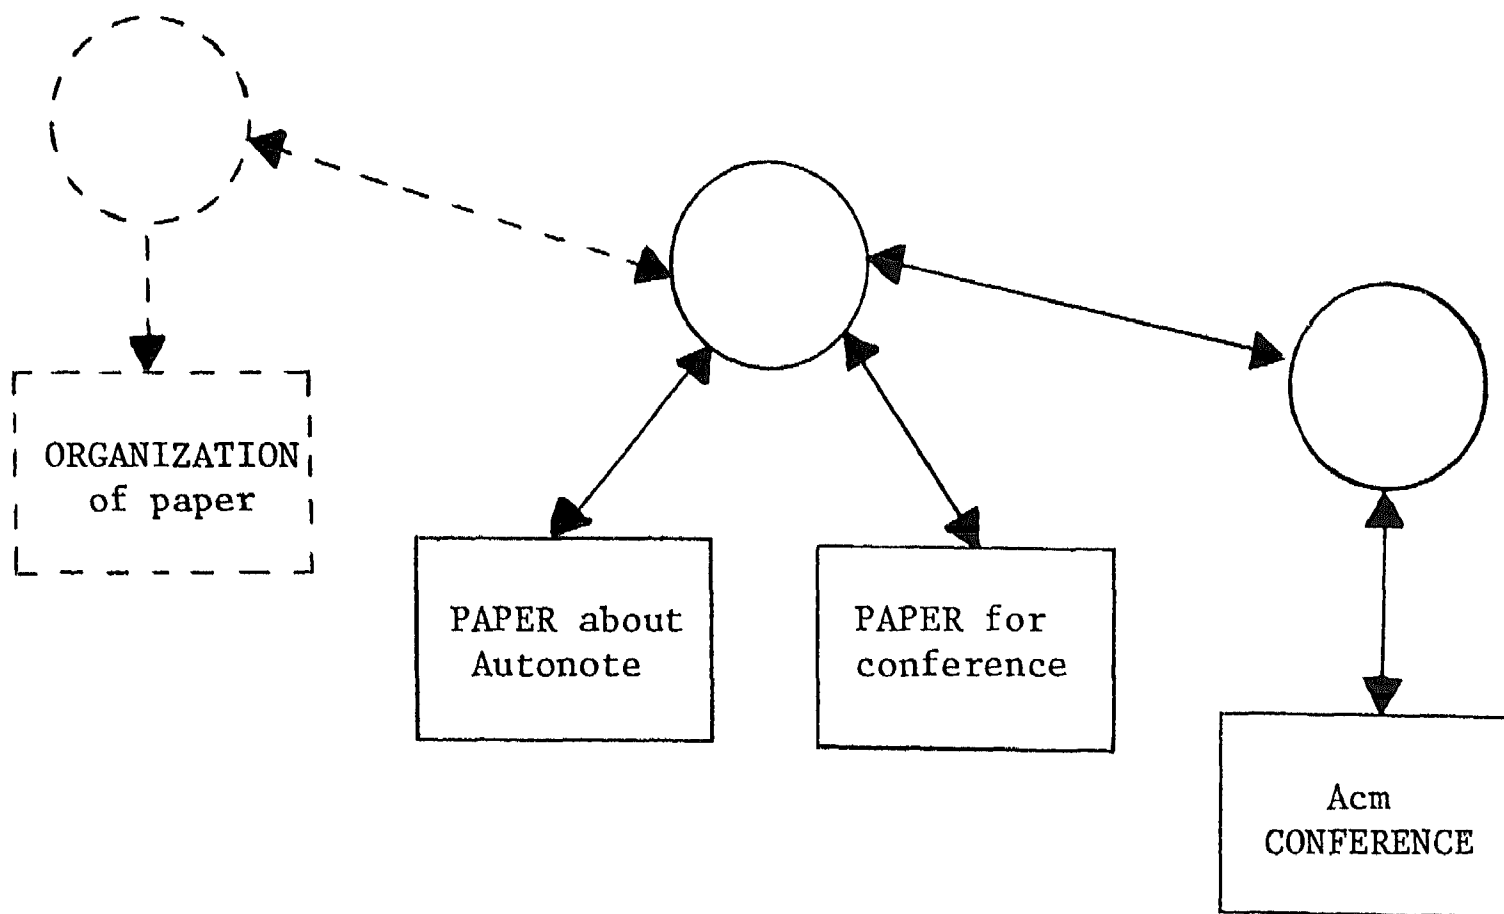 ORGANIZATION
of paper
PAPER about
Autonote
PAPER for
conference
Acm
CONFERENCE